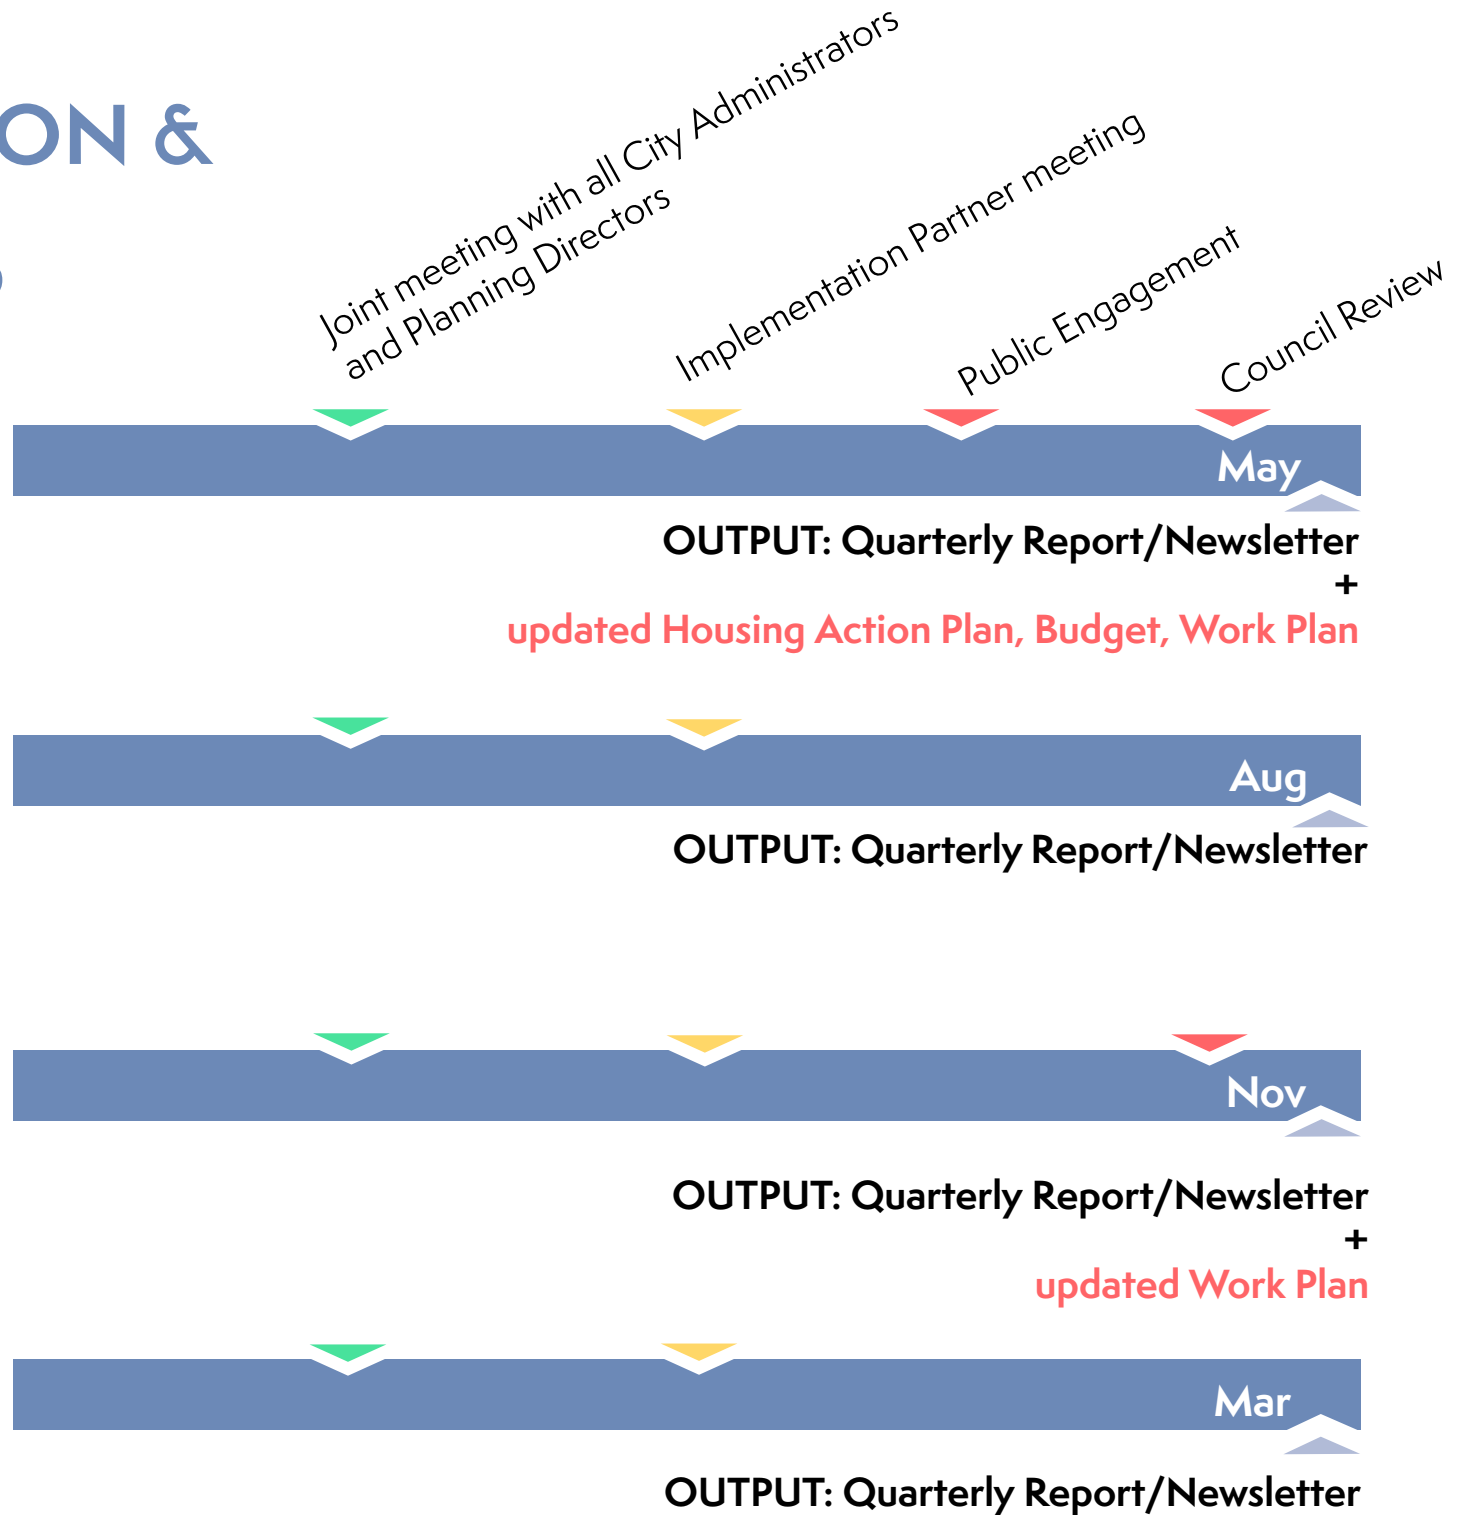 ON &
Joint meeting with all City Administrators
and Planning Directors
Implementation Partner meeting
Public Engagement
Council Review
May
OUTPUT: Quarterly Report/Newsletter
+
updated Housing Action Plan, Budget, Work Plan
Aug
OUTPUT: Quarterly Report/Newsletter
Nov
OUTPUT: Quarterly Report/Newsletter
+
updated Work Plan
Mar
OUTPUT: Quarterly Report/Newsletter